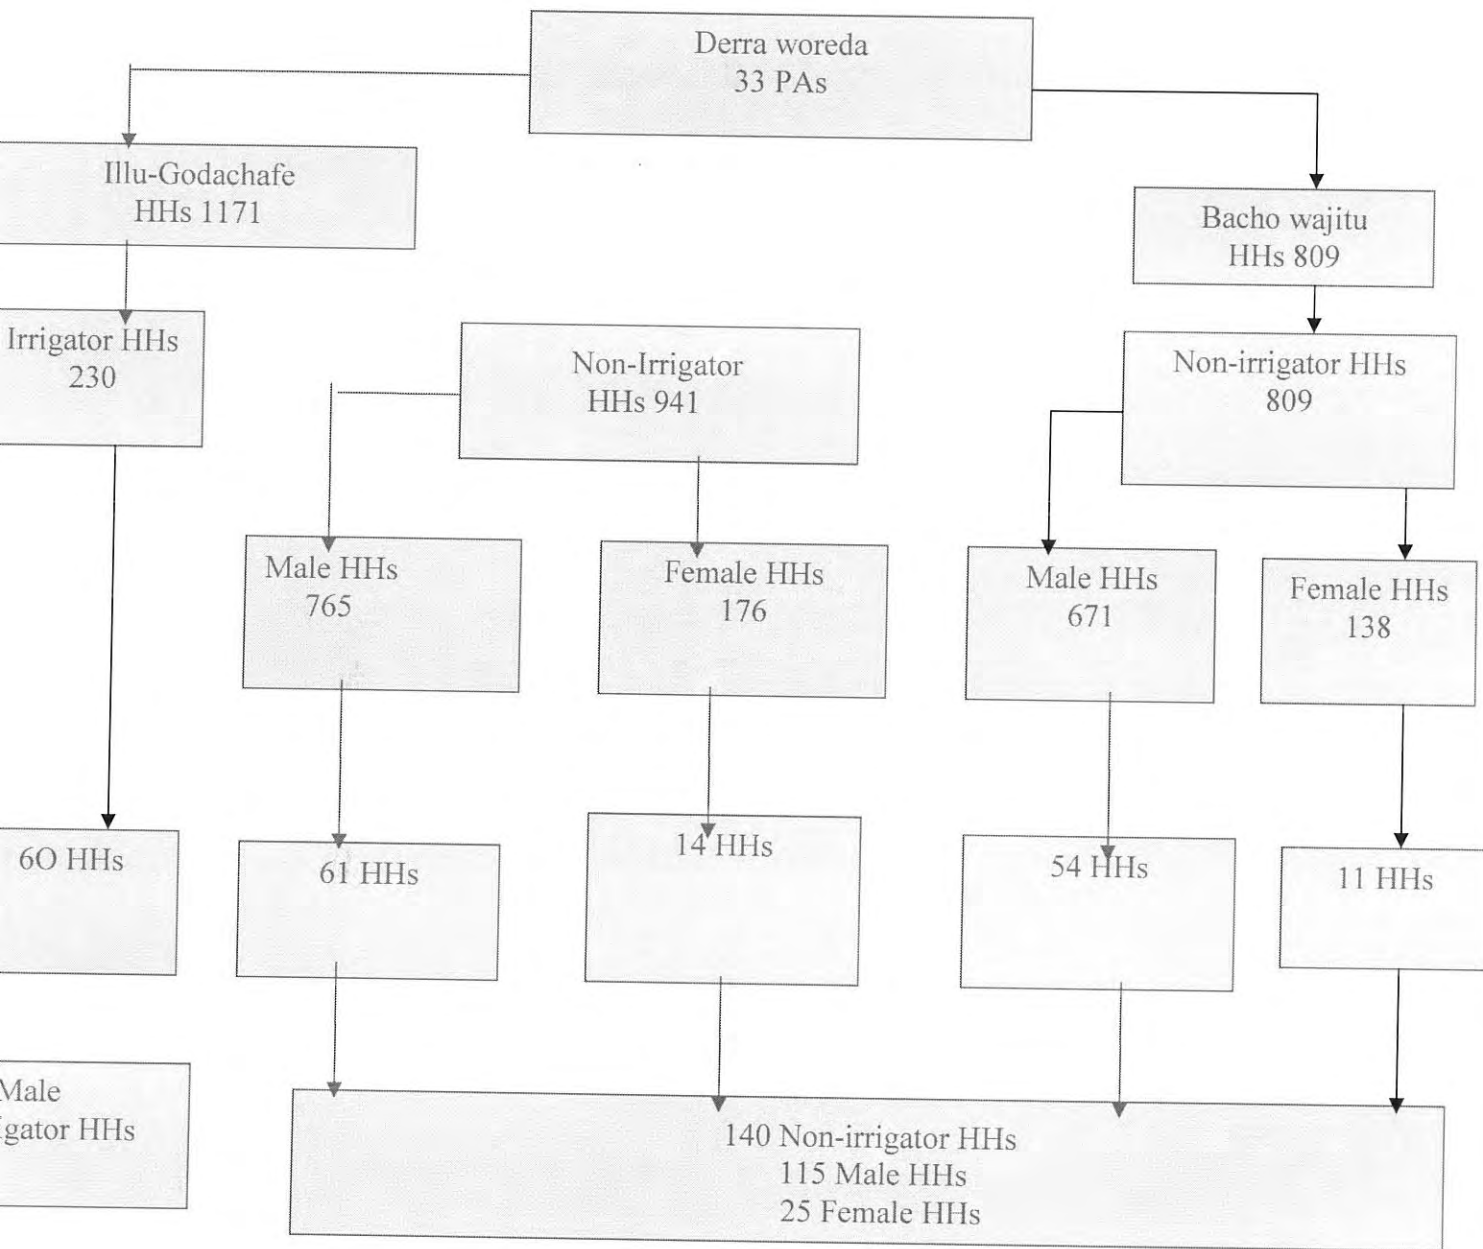 Derra woreda
33 PAs
Illu-Godachafe
HHs 1171
Bacho wajitu
HHs 809
Irrigator HHs
230
Non-Irrigator
HHs 941
Non-irrigator HHs
809
Male HHs
765
Female HHs
176
Male HHs
671
Female HHs
138
6O HHs
61 HHs
14 HHs
54 HHs
11 HHs
Male
HHs
140 Non-irrigator HHs
115 Male HHs
25 Female HHs